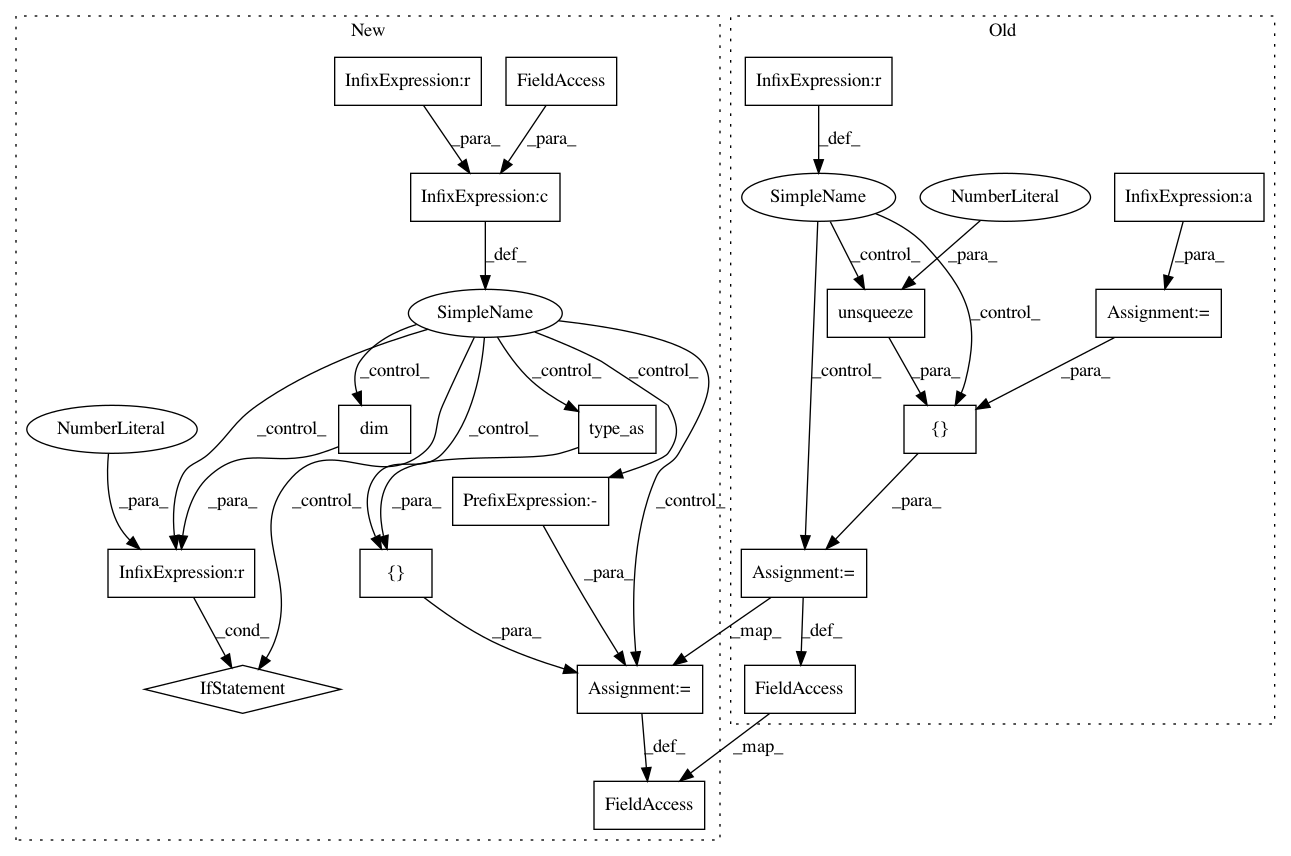 New
Old
InfixExpression:r
FieldAccess
InfixExpression:r
_para_
_para_
_def_
InfixExpression:c
SimpleName
NumberLiteral
InfixExpression:a
_def_
_control_
_para_
_para_
SimpleName
unsqueeze
_control_
Assignment:=
_control_
_control_
_control_
_control_
_para_
_para_
NumberLiteral
dim
type_as
{}
_control_
_control_
_para_
_para_
_control_
_para_
PrefixExpression:-
_control_
_para_
InfixExpression:r
{}
_para_
Assignment:=
_cond_
_para_
_map_
_def_
IfStatement
Assignment:=
FieldAccess
_def_
_map_
FieldAccess